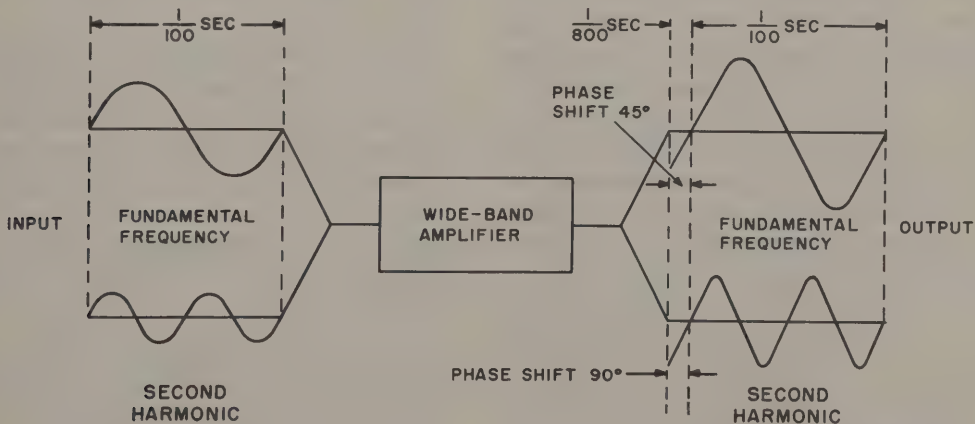 1/100 SEC
1/800 SEC
1/100 SEC
PHASE
SHIFT 45°
INPUT
FUNDAMENTAL
FREQUENCY
WIDE-BAND
AMPLIFIER
FUNDAMENTAL
FREQUENCY
OUTPUT
PHASE SHIFT 90°
SECOND
HARMONIC
SECOND
HARMONIC